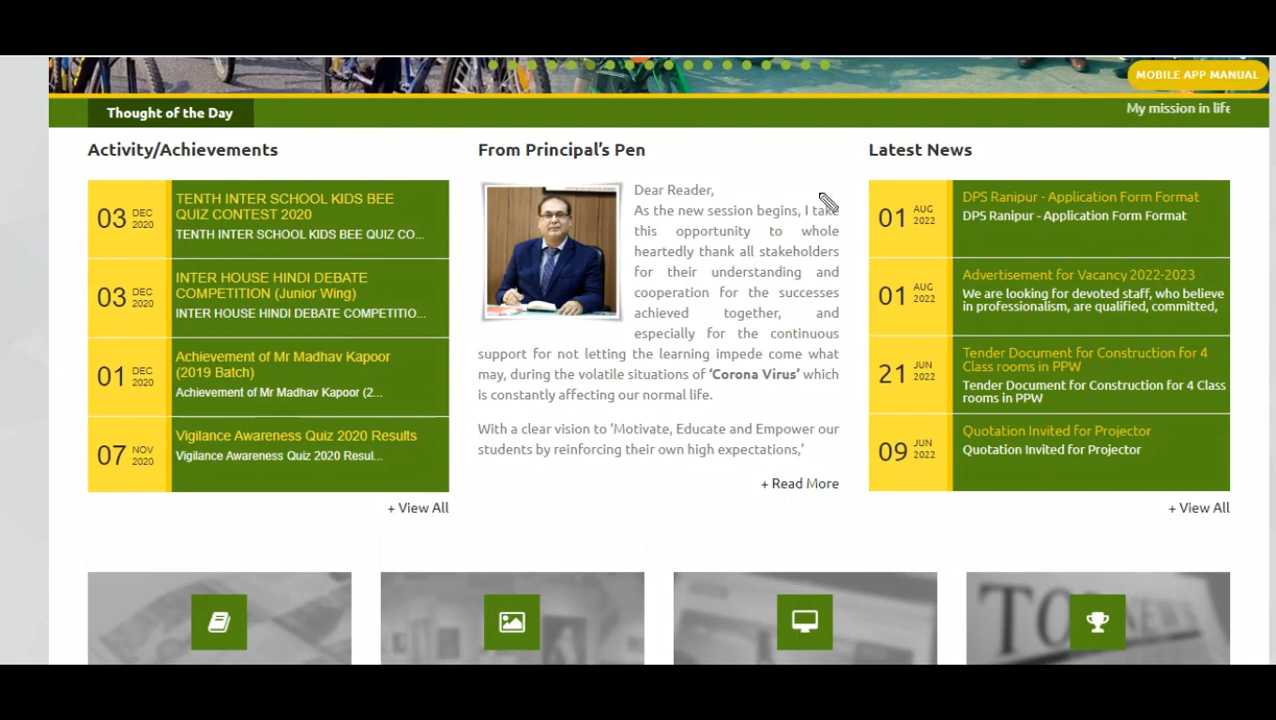 MOBILE APP MANUAL
Thought of the Day
My mission in life
Activity/Achievements
03 DEC 2020
TENTH INTER SCHOOL KIDS BEE
QUIZ CONTEST 2020
TENTH INTER SCHOOL KIDS BEE QUIZ CO...
03 DEC 2020
INTER HOUSE HINDI DEBATE
COMPETITION (Junior Wing)
INTER HOUSE HINDI DEBATE COMPETITIO...
01 DEC 2020
Achievement of Mr Madhav Kapoor
(2019 Batch)
Achievement of Mr Madhav Kapoor (2...
07 NOV 2020
Vigilance Awareness Quiz 2020 Results
Vigilance Awareness Quiz 2020 Resul...
+ View All
From Principal's Pen
Dear Reader,
As the new session begins, I take
this opportunity to whole
heartedly thank all stakeholders
for their understanding and
cooperation for the successes
achieved together, and
especially for the continuous
support for not letting the learning impede come what
may, during the volatile situations of 'Corona Virus' which
is constantly affecting our normal life.
With a clear vision to 'Motivate, Educate and Empower our
students by reinforcing their own high expectations,'
+ Read More
Latest News
01 AUG 2022
DPS Ranipur - Application Form Format
DPS Ranipur - Application Form Format
01 AUG 2022
Advertisement for Vacancy 2022-2023
We are looking for devoted staff, who believe
in professionalism, are qualified, committed,
21 JUN 2022
Tender Document for Construction for 4
Class rooms in PPW
Tender Document for Construction for 4 Class
rooms in PPW
09 JUN 2022
Quotation Invited for Projector
Quotation Invited for Projector
+ View All